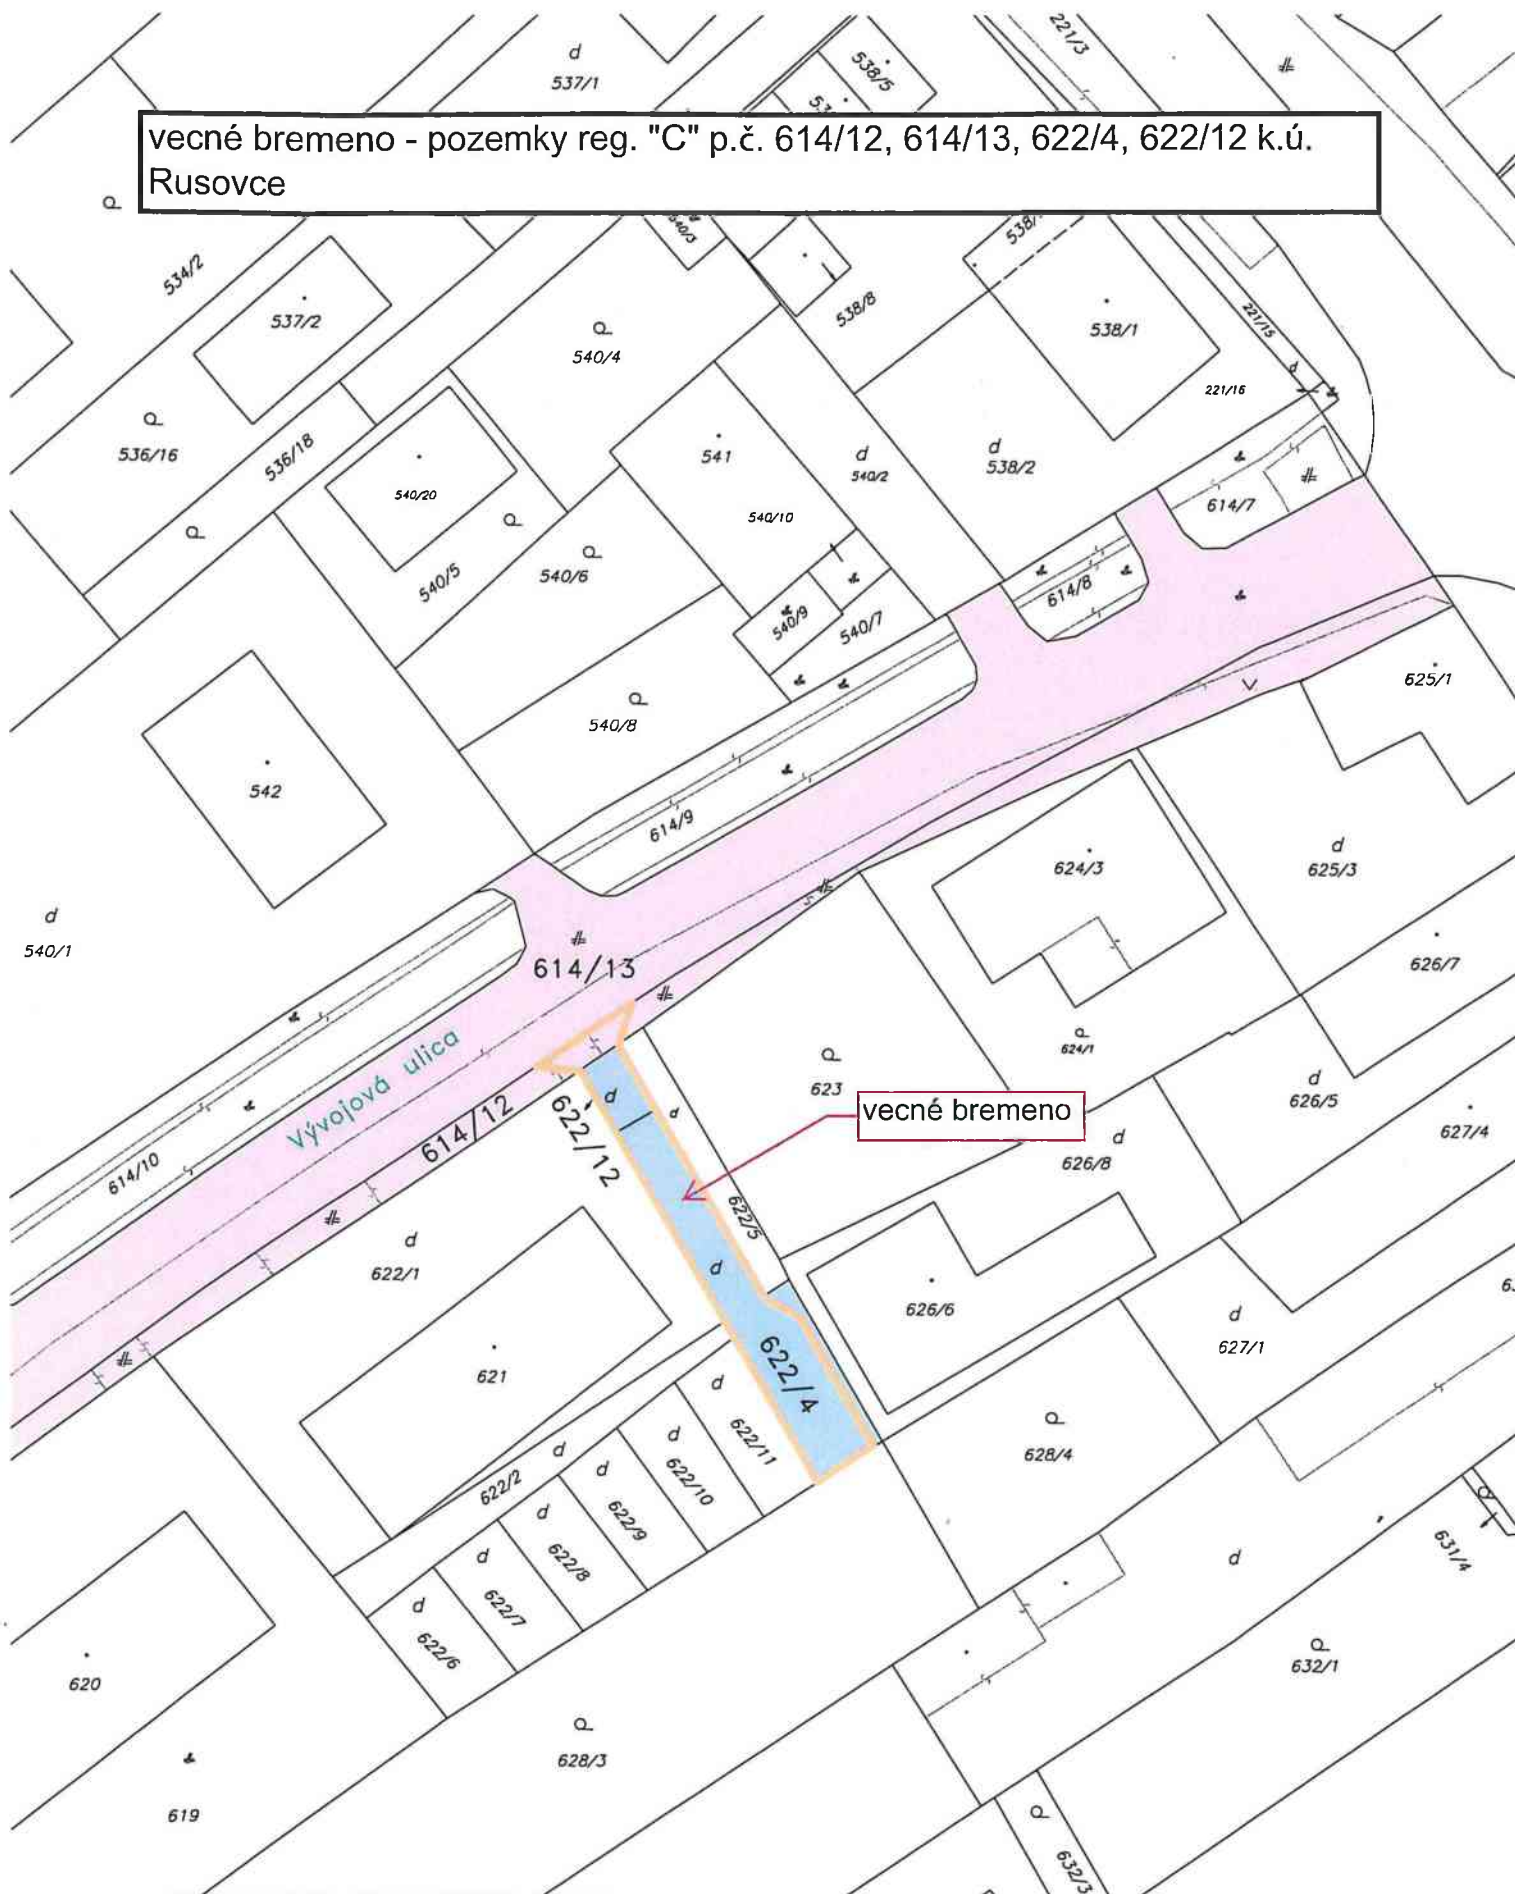 221/3
d
537/1
538/5
vecné bremeno - pozemky reg. "C" p.č. 614/12, 614/13, 622/4, 622/12 k.ú.
Rusovce
534/2
537/2
540/4
538/8
538/1
221/15
d
221/16
536/16
536/18
540/20
541
d
540/2
d
538/2
540/10
614/7
540/5
540/6
614/8
540/9
540/7
625/1
540/8
542
614/9
d
540/1
624/3
d
625/3
626/7
614/13
Vývojová ulica
624/1
623
d
626/5
vecné bremeno
614/12
622/12
d
d
627/4
d
626/8
614/10
622/5
d
622/1
d
626/6
d
627/1
621
622/4
d
622/11
d
622/10
628/4
622/2
d
d
622/9
d
622/8
d
622/7
d
622/6
631/4
d
620
632/1
628/3
619
632/3